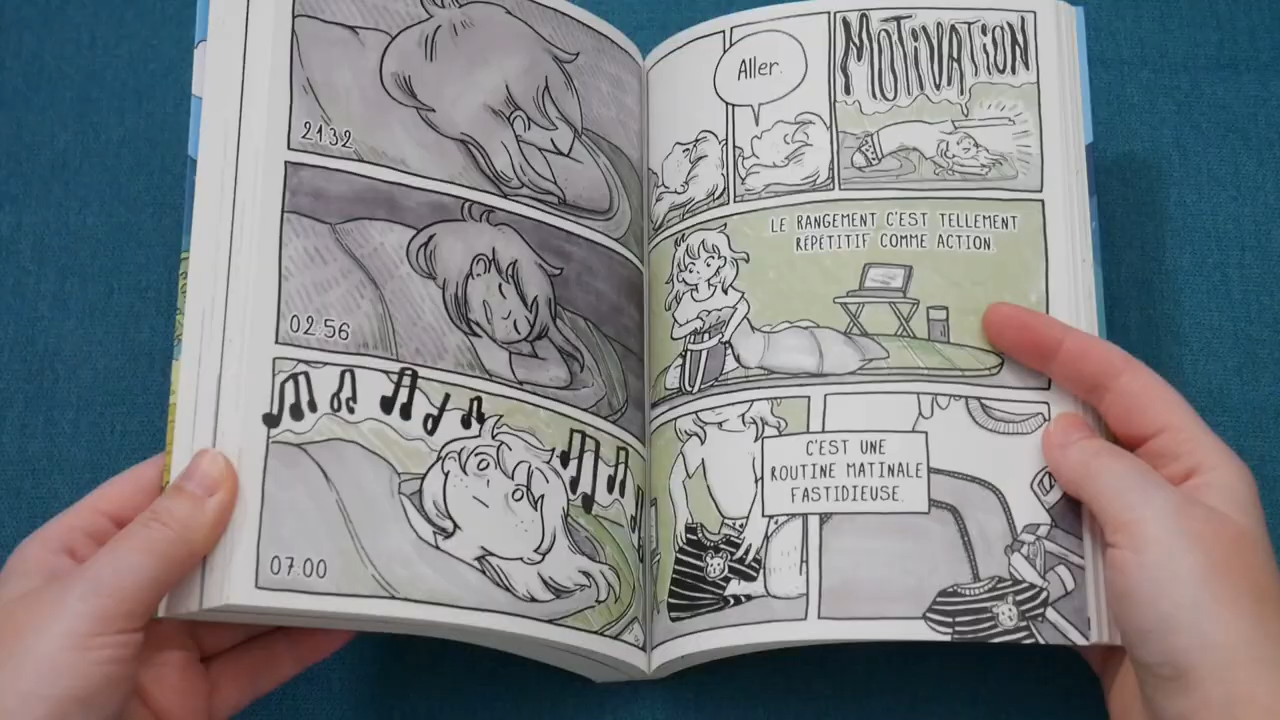 21:32
02:56
07:00
Aller.
MOTIVATION
LE RANGEMENT C'EST TELLEMENT
RÉPÉTITIF COMME ACTION.
C'EST UNE
ROUTINE MATINALE
FASTIDIEUSE.